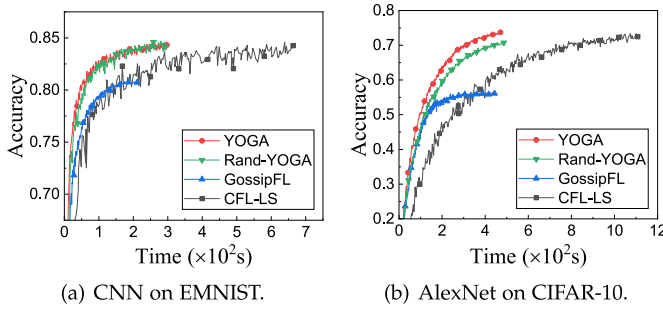 0.85
0.80
0.75
0.70
Accuracy
YOGA
Rand-YOGA
GossipFL
CFL-LS
0 1 2 3 4 5 6 7
Time (×10²s)
(a) CNN on EMNIST.
0.8
0.7
0.6
0.5
0.4
0.3
0.2
Accuracy
YOGA
Rand-YOGA
GossipFL
CFL-LS
0 2 4 6 8 10 12
Time (×10²s)
(b) AlexNet on CIFAR-10.